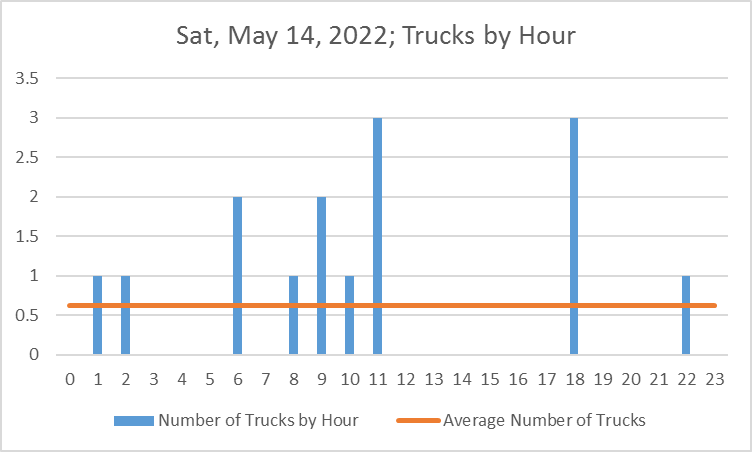 Sat, May 14, 2022; Trucks by Hour
3.5
3
2.5
2
1.5
1
0.5
0
0 1 2 3 4 5 6 7 8 9 10 11 12 13 14 15 16 17 18 19 20 21 22 23
Number of Trucks by Hour Average Number of Trucks